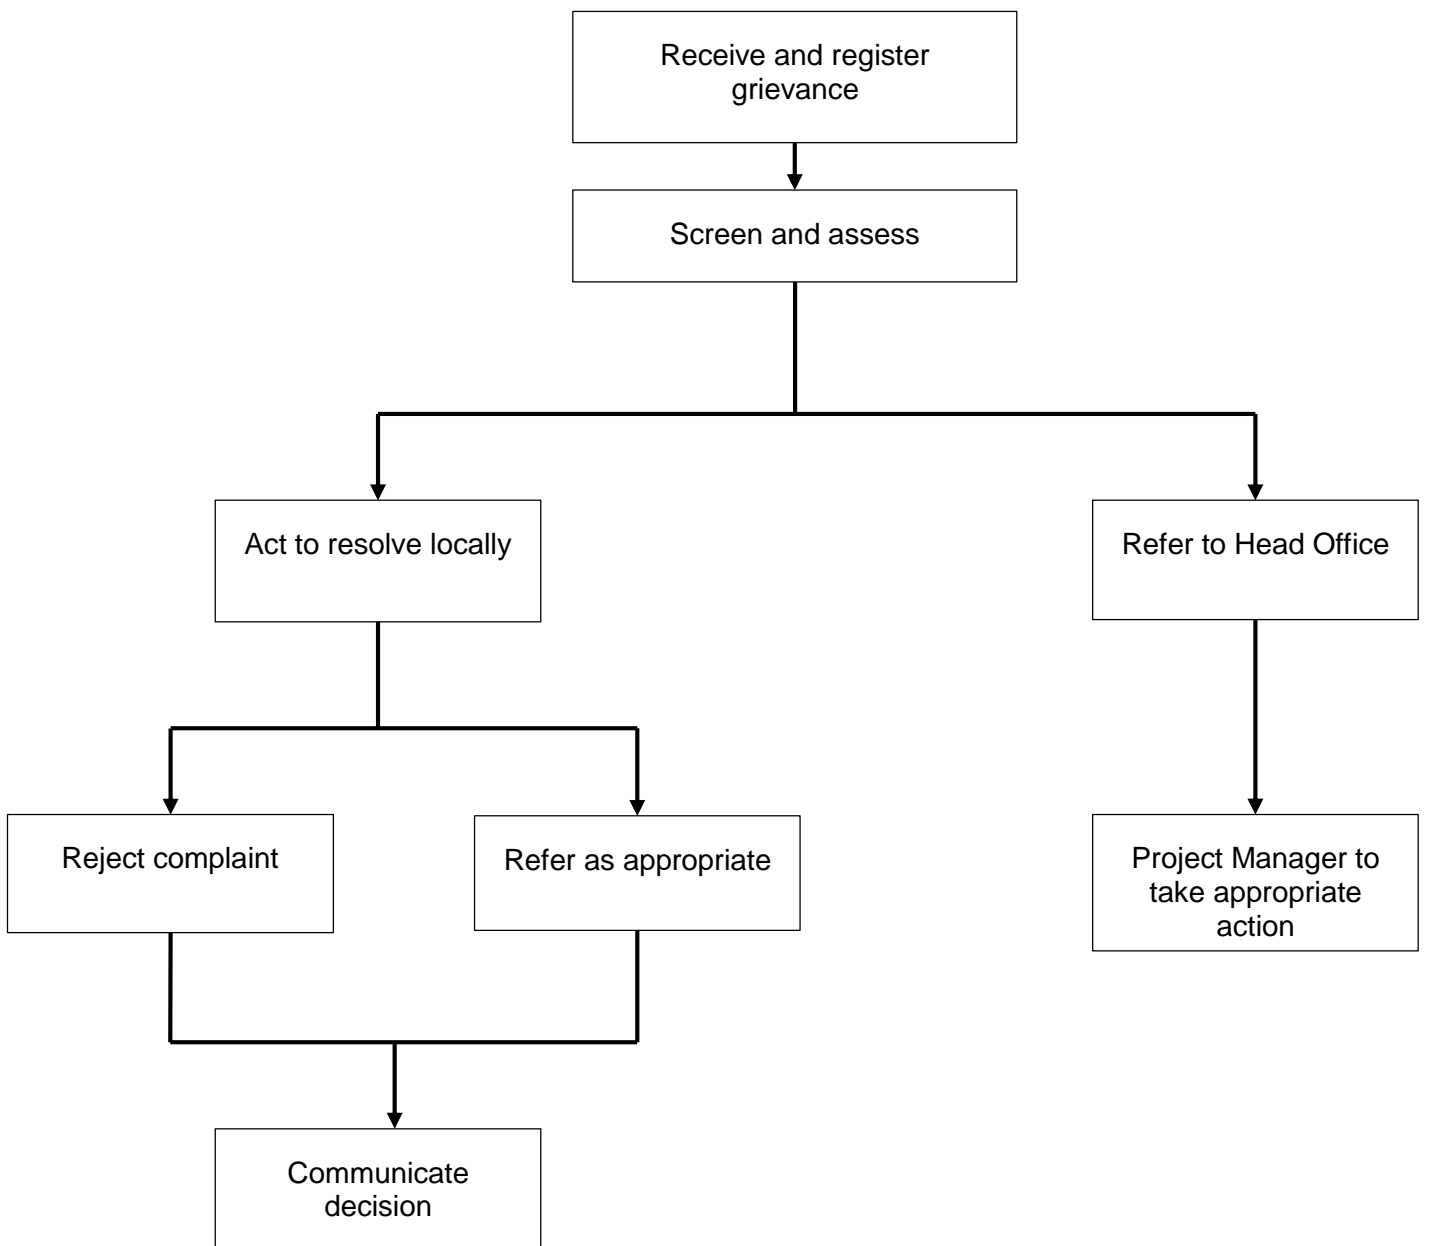 Receive and register
grievance
Screen and assess
Act to resolve locally
Refer to Head Office
Reject complaint
Refer as appropriate
Project Manager to
take appropriate
action
Communicate
decision